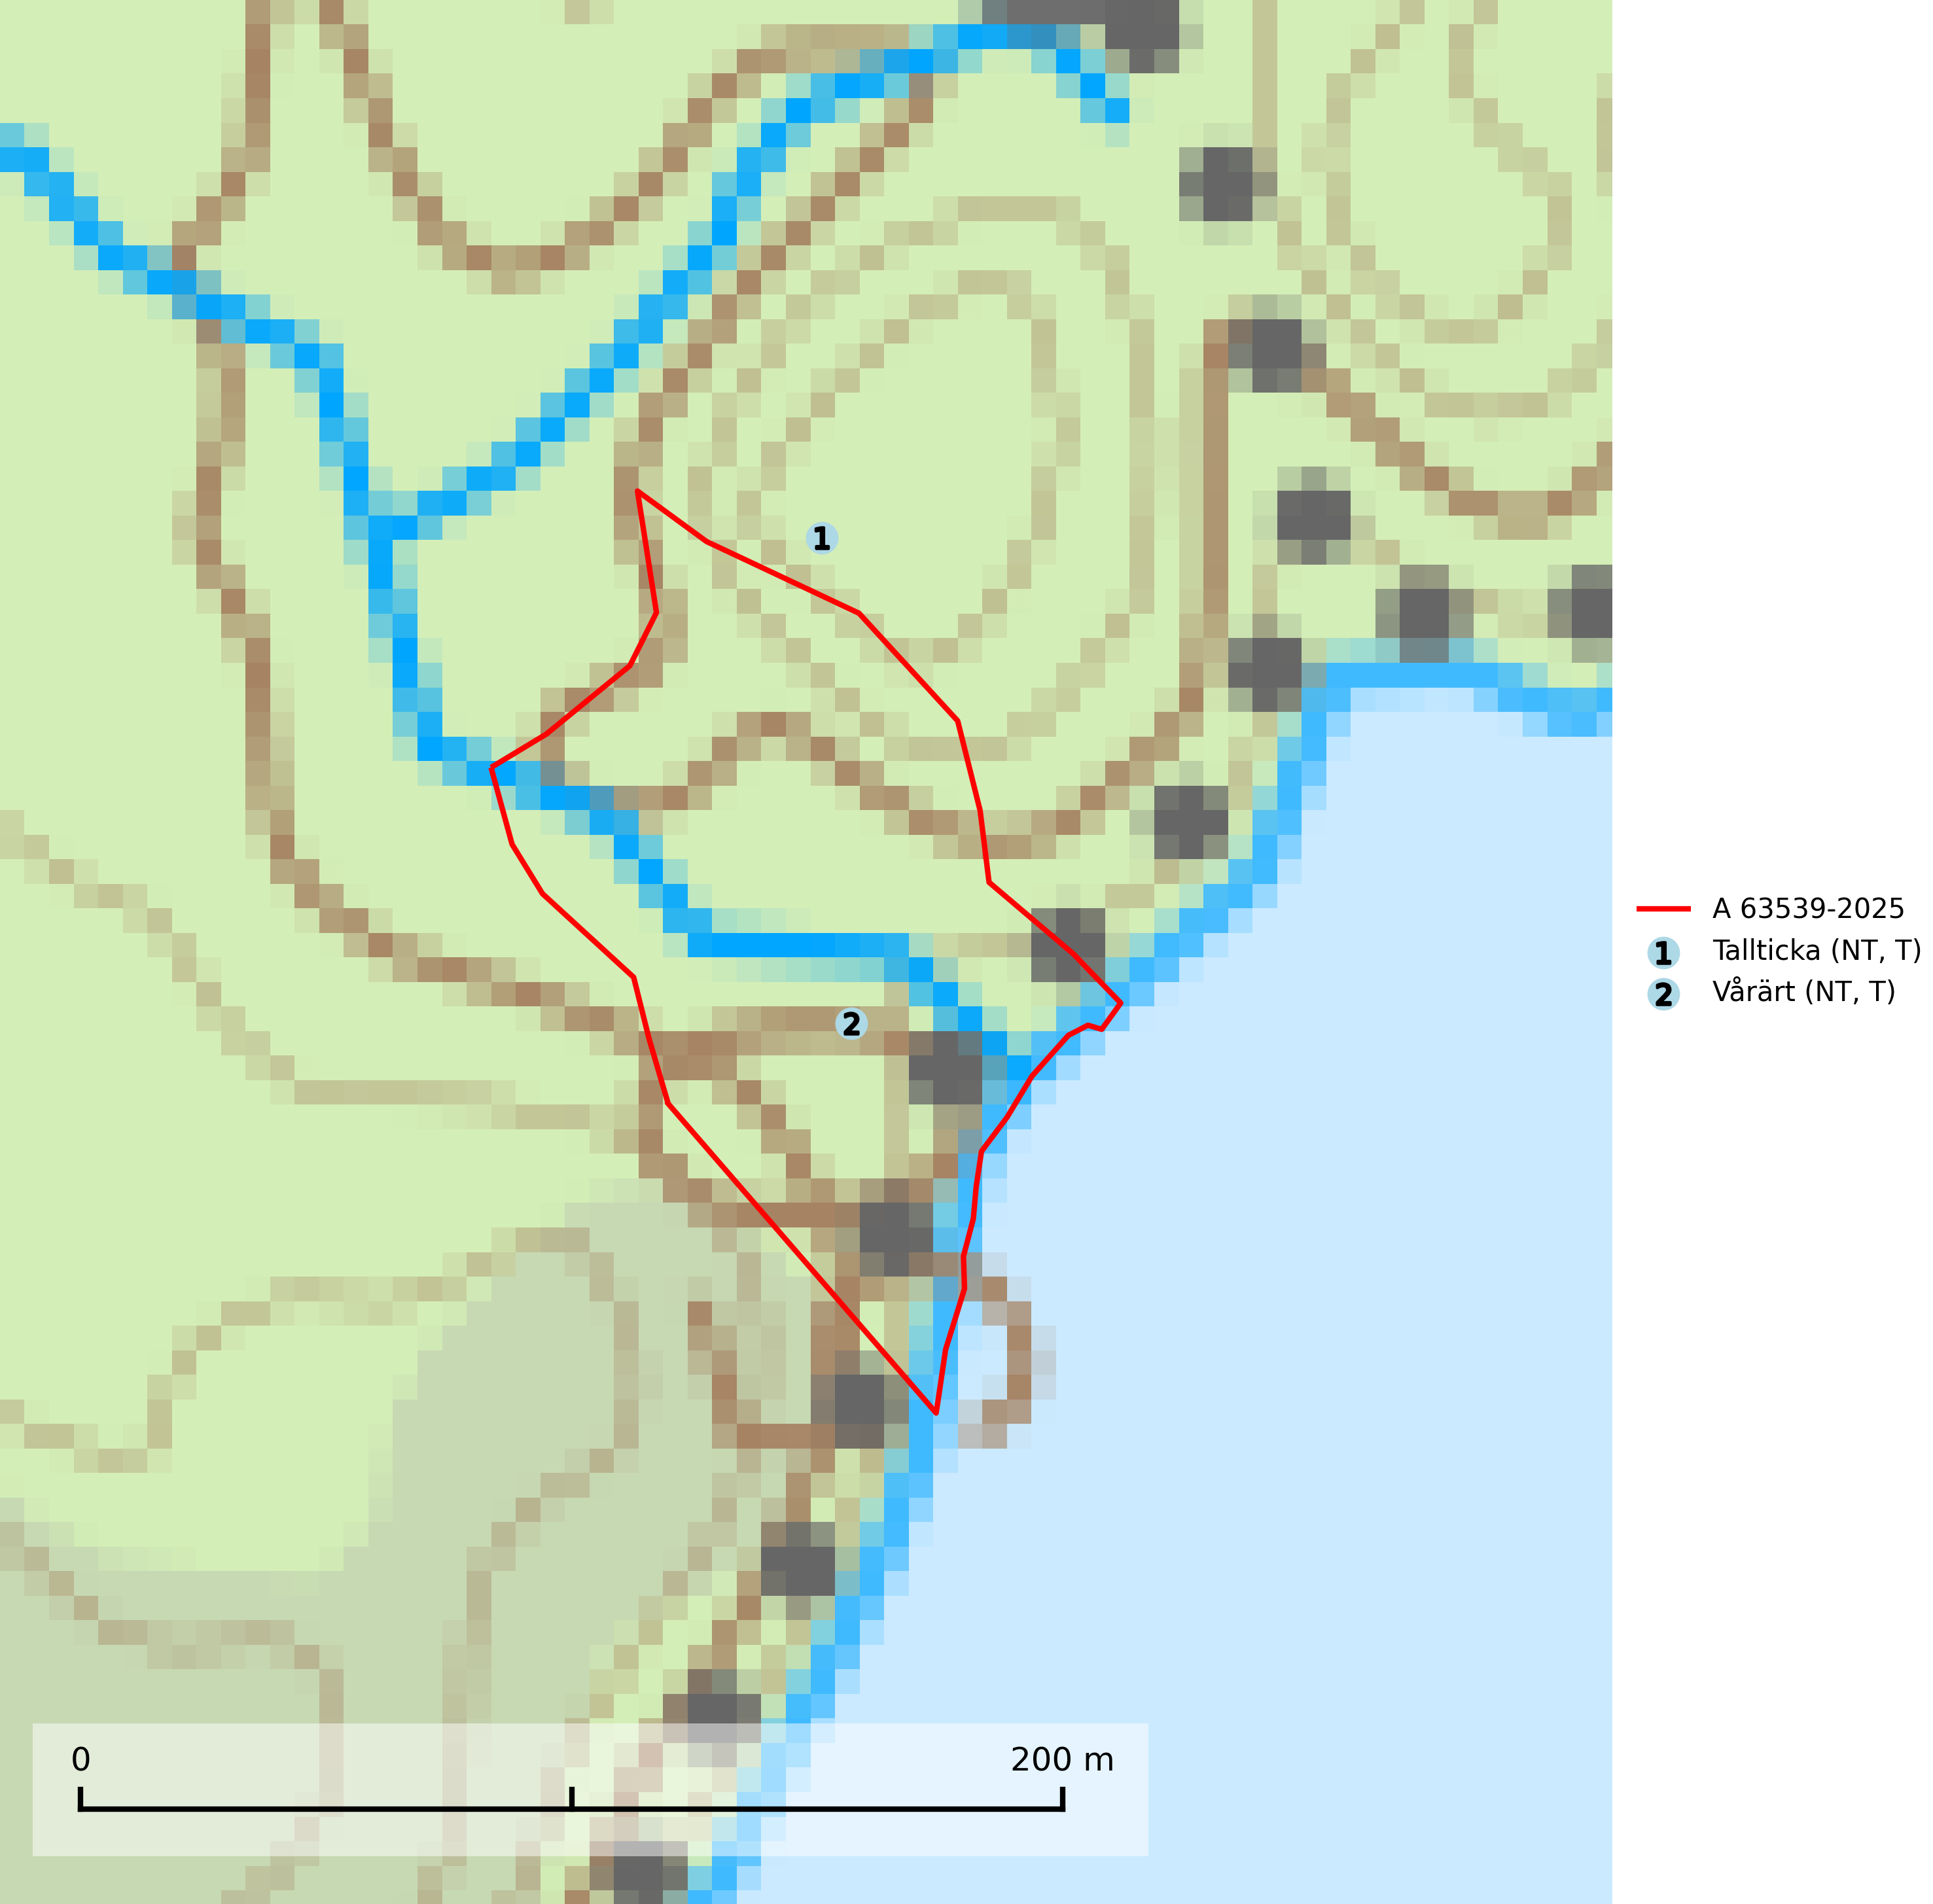 1
2
A 63539-2025
1 Tallticka (NT, T)
2 Vårärt (NT, T)
0 200 m